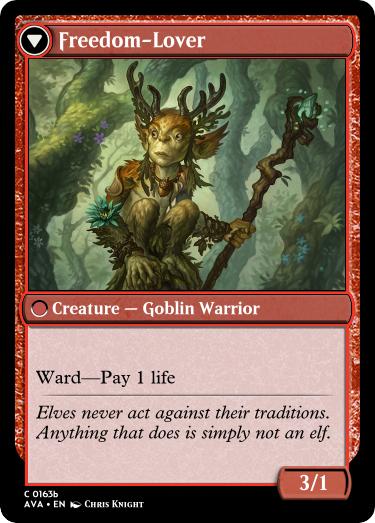 Freedom-Lover
Creature — Goblin Warrior
Ward—Pay 1 life
Elves never act against their traditions.
Anything that does is simply not an elf.
3/1
C 0163b
AVA • EN Chris Knight